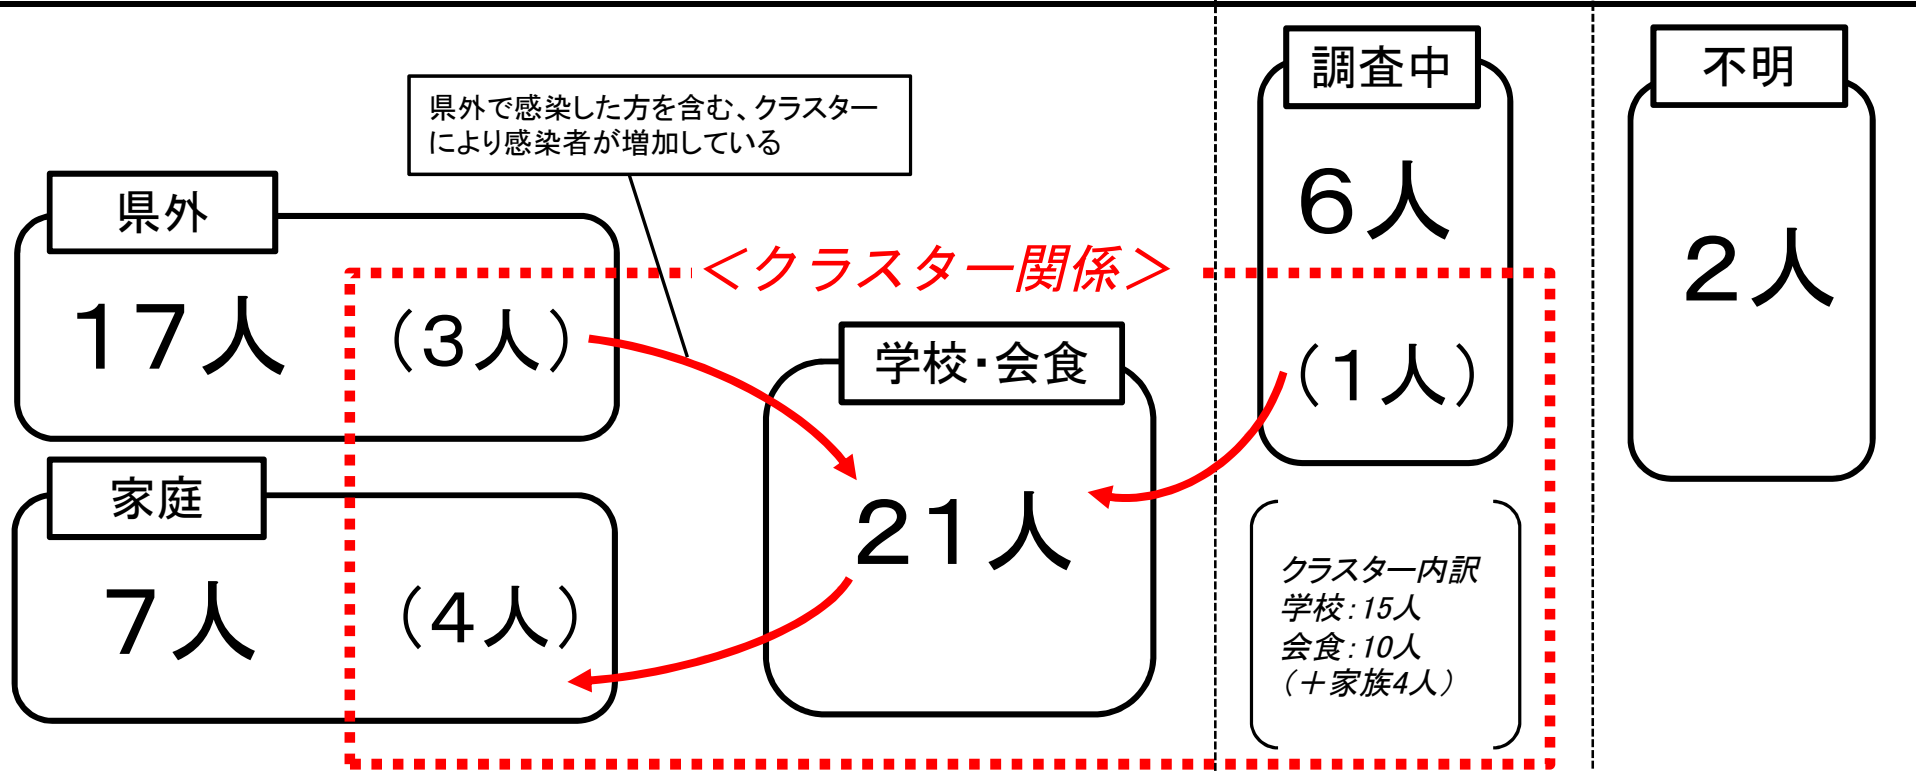 県外で感染した方を含む、クラスター
により感染者が増加している
県外
17人
（3人）
家庭
7人
（4人）
＜クラスター関係＞
学校・会食
21人
調査中
6人
（1人）
クラスター内訳
学校：15人
会食：10人
（＋家族4人）
不明
2人